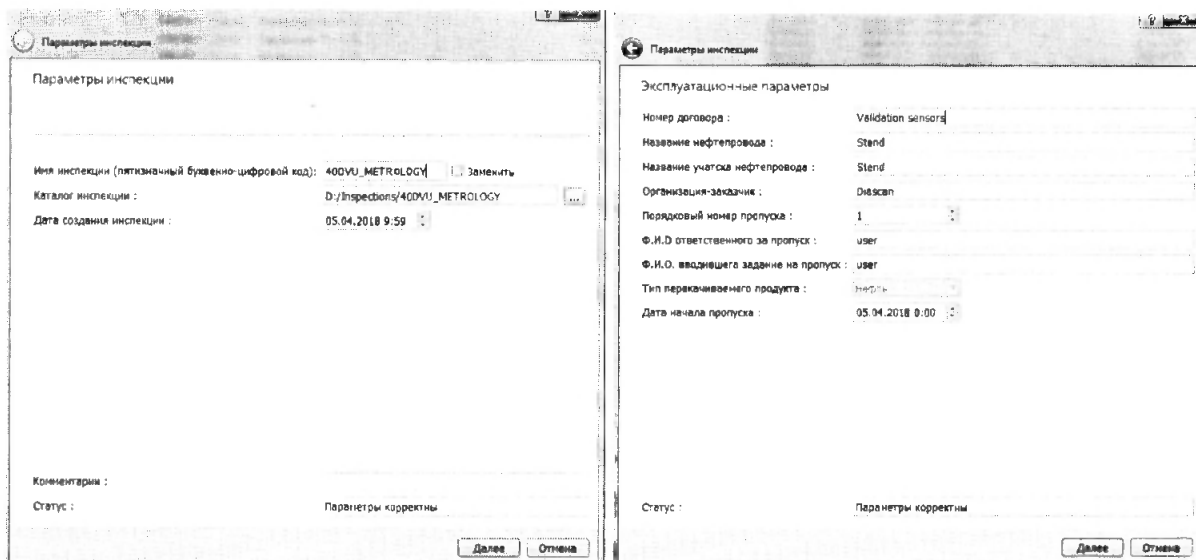 Параметры инспекции
Параметры инспекции
Имя инспекции (пятизначный буквенно-цифровой код): 40DVU_METROLOGY Заменить
Каталог инспекции : D:/Inspections/40DVU_METROLOGY ...
Дата создания инспекции : 05.04.2018 9:59
Комментарии :
Статус : Параметры корректны
Далее Отмена
?
Параметры инспекции
Эксплуатационные параметры
Номер договора : Validation sensors
Название нефтепровода : Stend
Название учатска нефтепровода : Stend
Организация-заказчик : Diascan
Порядковый номер пропуска : 1
Ф.И.О ответственного за пропуск : user
Ф.И.О. вводившего задание на пропуск : user
Тип перекачиваемого продукта : Нефть
Дата начала пропуска : 05.04.2018 0:00
Статус : Параметры корректны
Далее Отмена